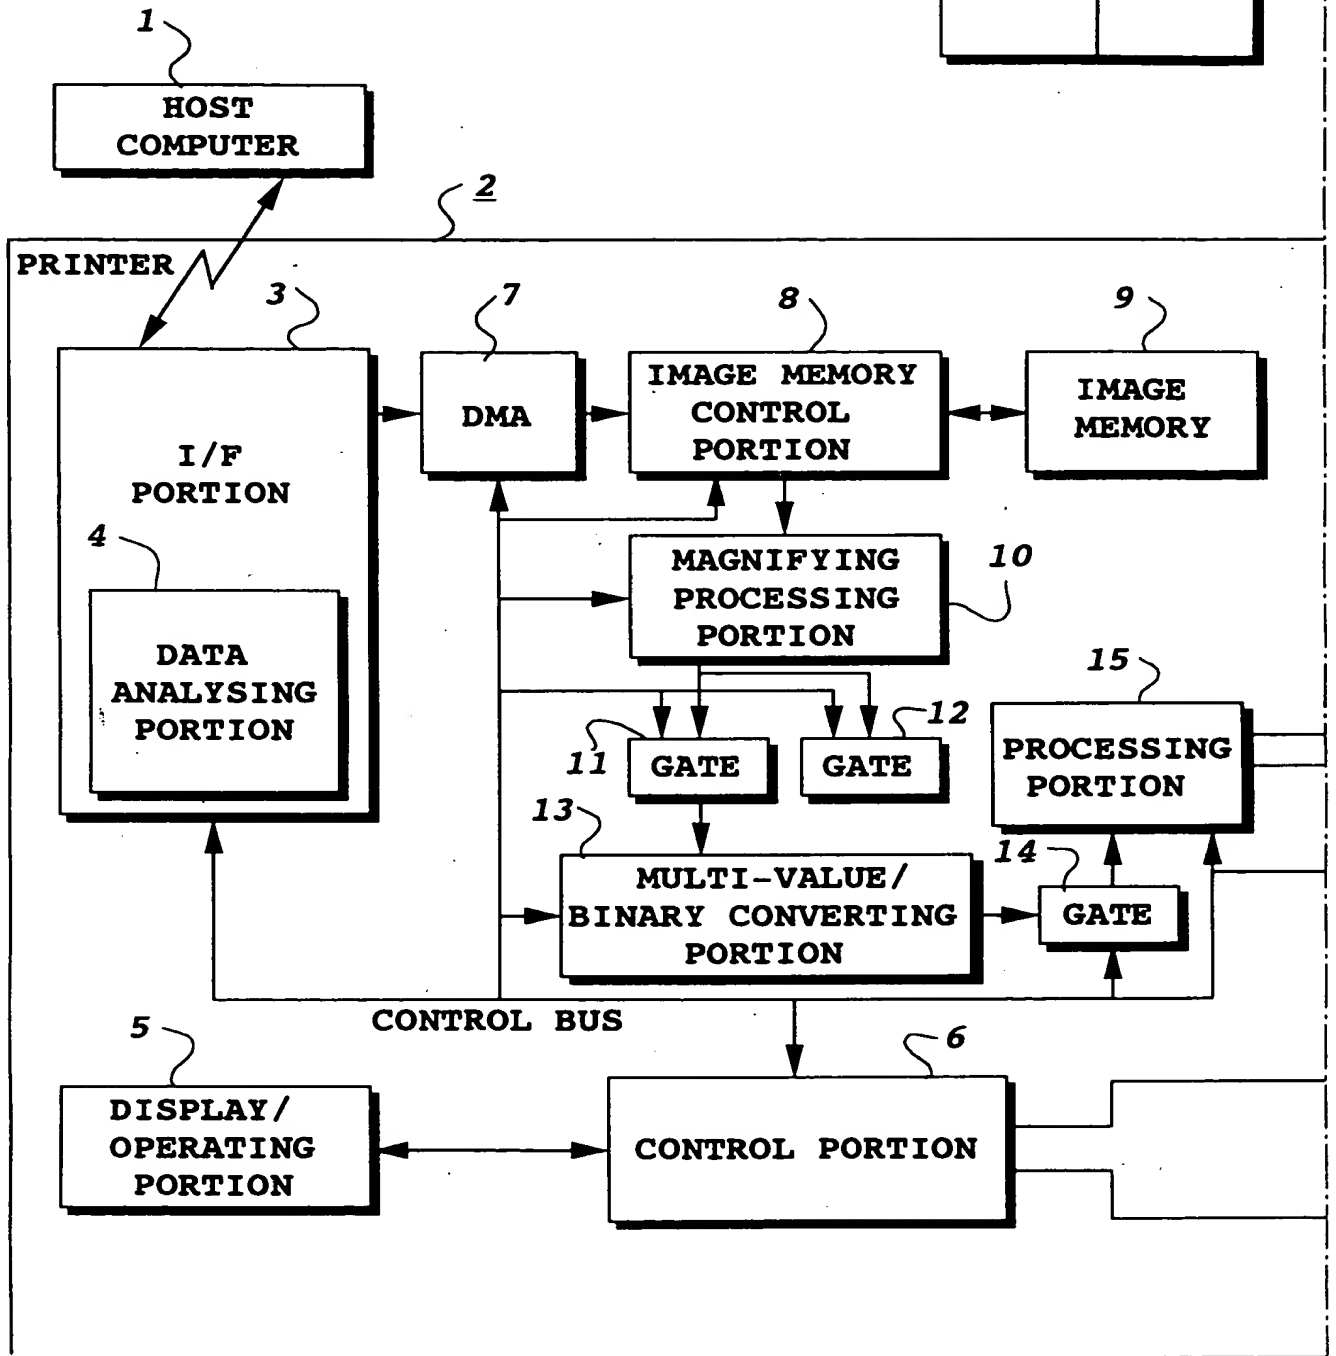 1
HOST
COMPUTER
2
PRINTER
3
7
8
9
I/F
PORTION
DMA
IMAGE MEMORY
CONTROL
PORTION
IMAGE
MEMORY
4
DATA
ANALYSING
PORTION
MAGNIFYING
PROCESSING
PORTION
10
11
GATE
12
GATE
15
PROCESSING
PORTION
13
MULTI-VALUE/
BINARY CONVERTING
PORTION
14
GATE
CONTROL BUS
5
DISPLAY/
OPERATING
PORTION
6
CONTROL PORTION